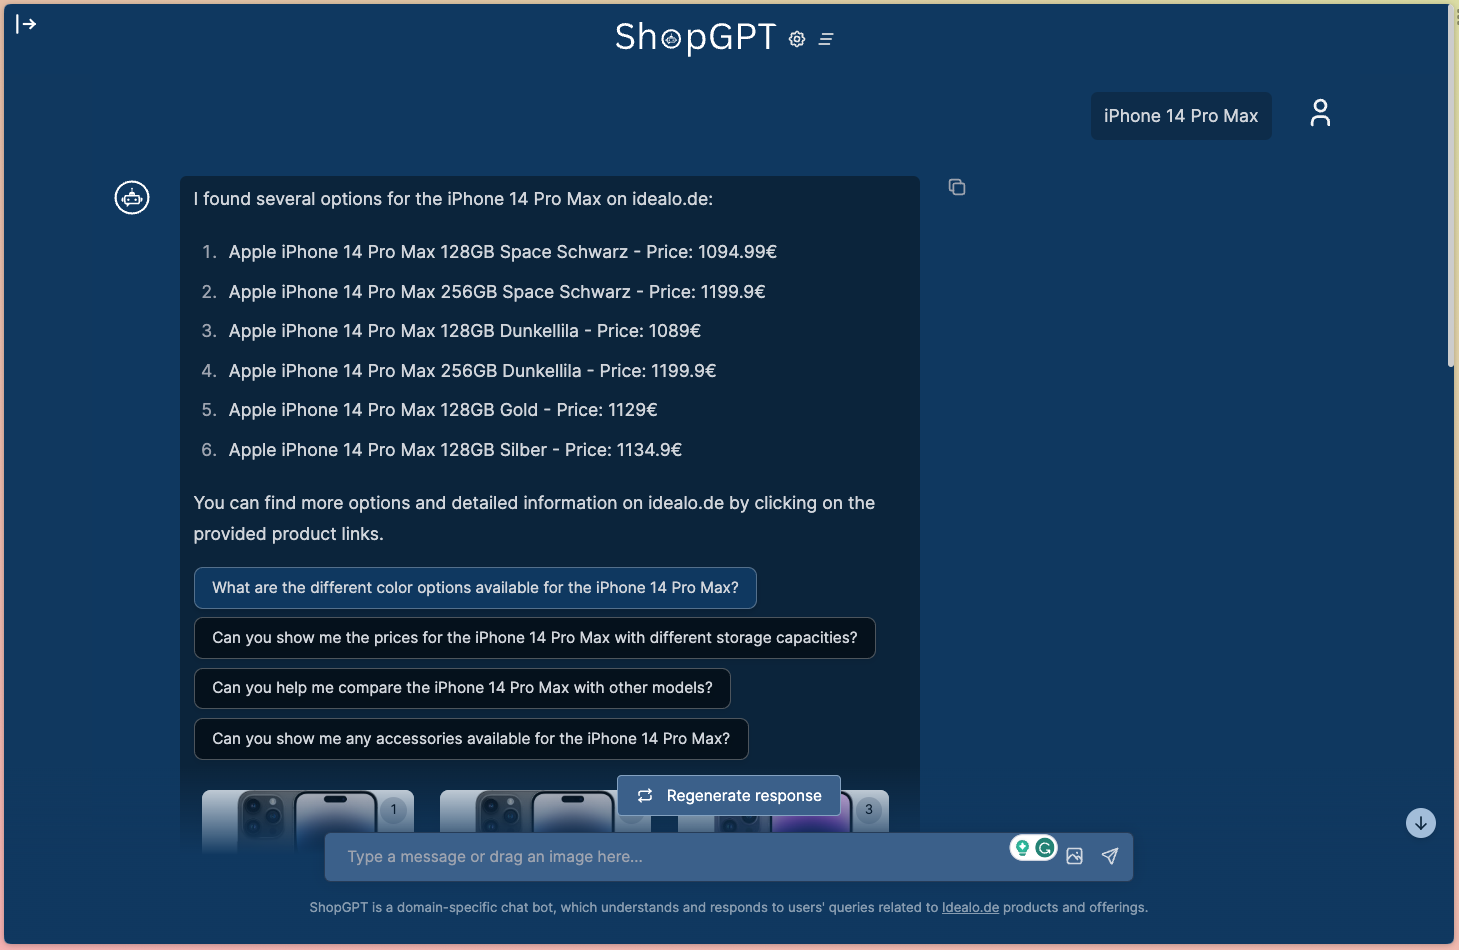 ShopGPT
iPhone 14 Pro Max
I found several options for the iPhone 14 Pro Max on idealo.de:
1. Apple iPhone 14 Pro Max 128GB Space Schwarz - Price: 1094.99€
2. Apple iPhone 14 Pro Max 256GB Space Schwarz - Price: 1199.9€
3. Apple iPhone 14 Pro Max 128GB Dunkellila - Price: 1089€
4. Apple iPhone 14 Pro Max 256GB Dunkellila - Price: 1199.9€
5. Apple iPhone 14 Pro Max 128GB Gold - Price: 1129€
6. Apple iPhone 14 Pro Max 128GB Silber - Price: 1134.9€
You can find more options and detailed information on idealo.de by clicking on the
provided product links.
What are the different color options available for the iPhone 14 Pro Max?
Can you show me the prices for the iPhone 14 Pro Max with different storage capacities?
Can you help me compare the iPhone 14 Pro Max with other models?
Can you show me any accessories available for the iPhone 14 Pro Max?
1
3
Regenerate response
Type a message or drag an image here...
ShopGPT is a domain-specific chat bot, which understands and responds to users' queries related to Idealo.de products and offerings.